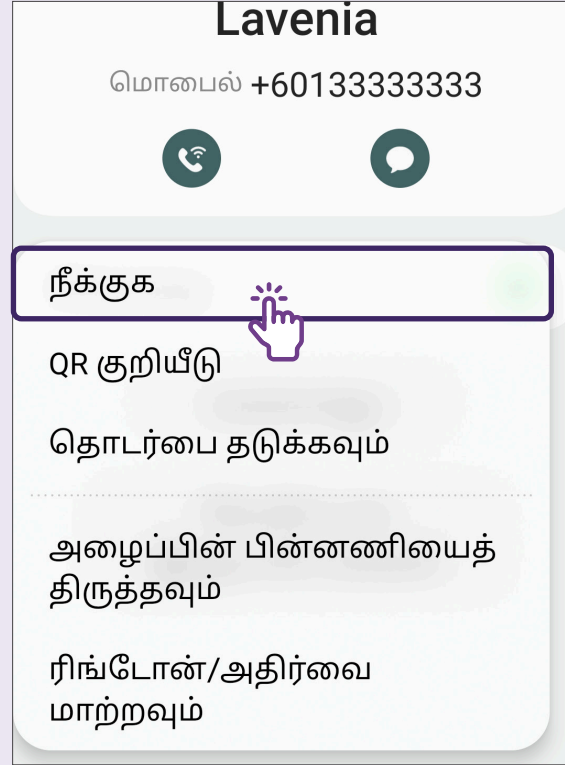 Lavenia
மொபைல் +60133333333
நீக்குக
QR குறியீடு
தொடர்பை தடுக்கவும்
அழைப்பின் பின்னணியைத்
திருத்தவும்
ரிங்டோன்/அதிர்வை
மாற்றவும்